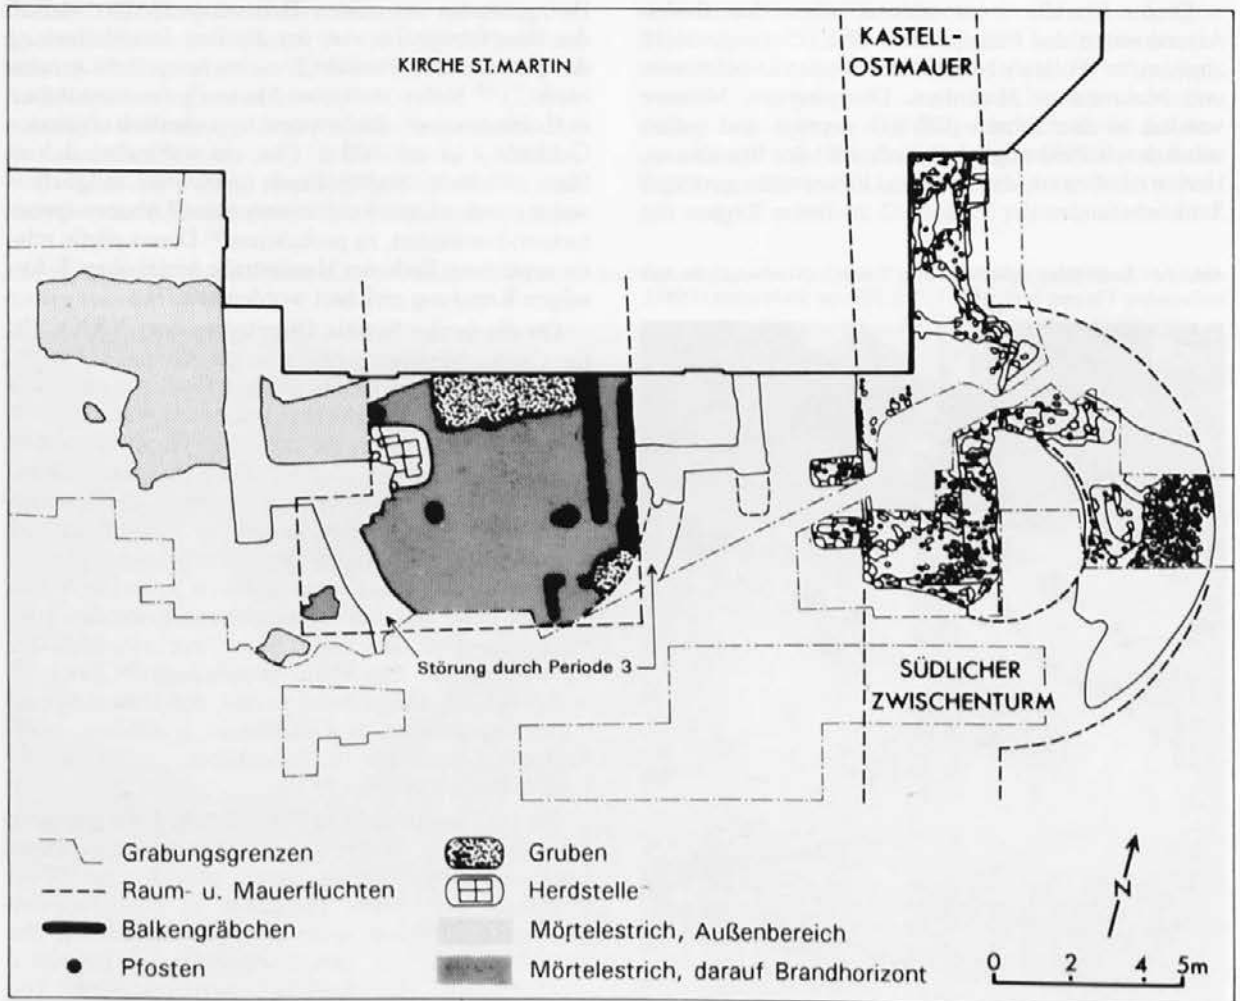 KIRCHE ST. MARTIN
KASTELL-
OSTMAUER
Störung durch Periode 3
SÜDLICHER
ZWISCHENTURM
Grabungsgrenzen
Raum- u. Mauerfluchten
Balkengräbchen
Pfosten
Gruben
Herdstelle
Mörtelestrich, Außenbereich
Mörtelestrich, darauf Brandhorizont
N
0 2 4 5m